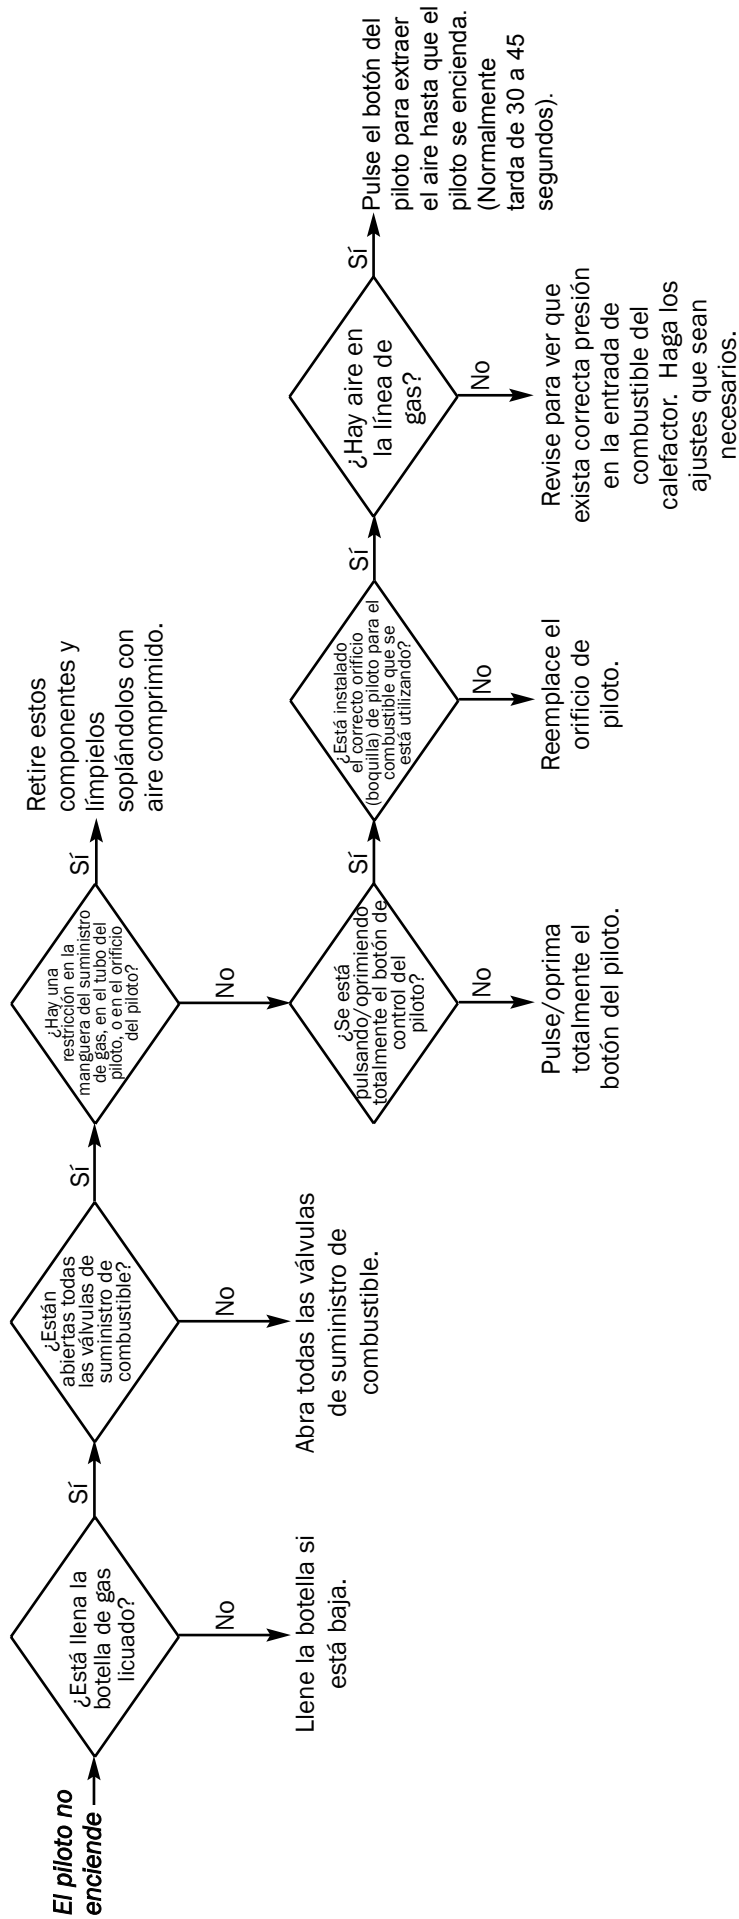 El piloto no
enciende
¿Está llena la
botella de gas
licuado?
Sí
No
Llene la botella si
está baja.
¿Están
abiertas todas
las válvulas de
suministro de
combustible?
Sí
No
Abra todas las válvulas
de suministro de
combustible.
¿Hay una
restricción en la
manguera del suministro
de gas, en el tubo del
piloto, o en el orificio
del piloto?
Sí
Retire estos
componentes y
límpielos
soplándolos con
aire comprimido.
No
¿Se está
pulsando/oprimiendo
totalmente el botón de
control del
piloto?
Sí
No
Pulse/oprima
totalmente el
botón del piloto.
¿Está instalado
el correcto orificio
(boquilla) de piloto para el
combustible que se
está utilizando?
Sí
No
Reemplace el
orificio de
piloto.
¿Hay aire en
la línea de
gas?
Sí
Pulse el botón del
piloto para extraer
el aire hasta que el
piloto se encienda.
(Normalmente
tarda de 30 a 45
segundos).
No
Revise para ver que
exista correcta presión
en la entrada de
combustible del
calefactor. Haga los
ajustes que sean
necesarios.